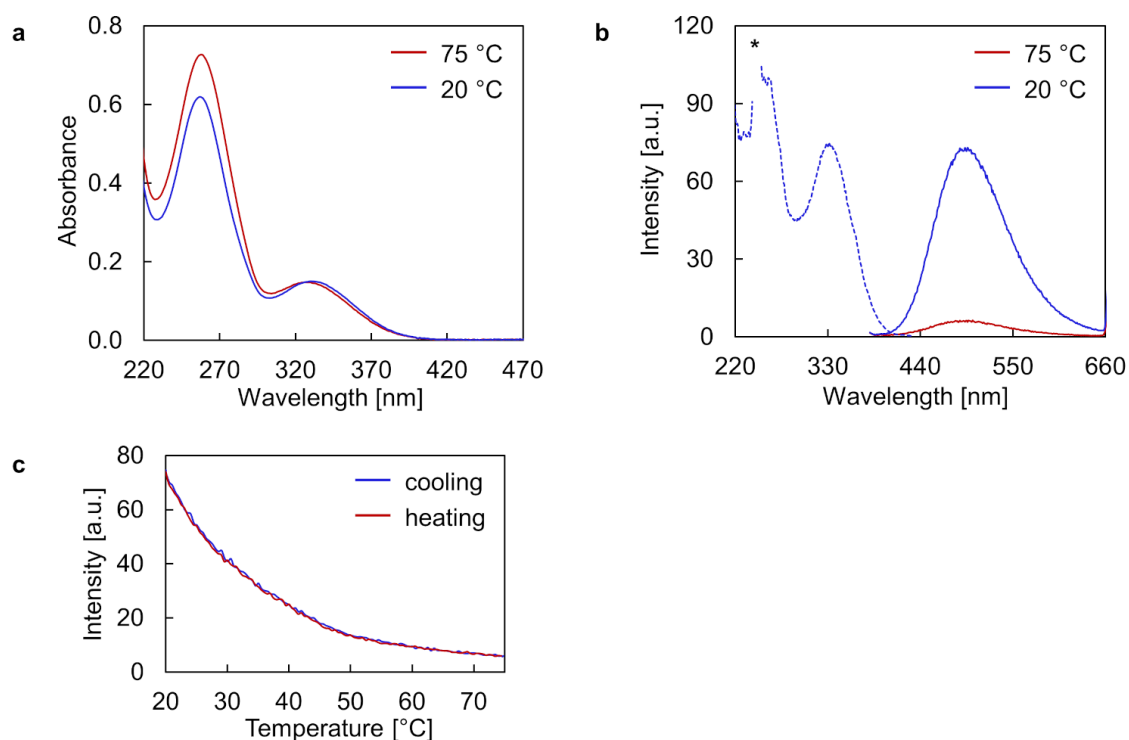 a
75 °C
20 °C
0.8
0.6
0.4
0.2
0.0
Absorbance
220 270 320 370 420 470
Wavelength [nm]
b
*
75 °C
20 °C
120
90
60
30
0
Intensity [a.u.]
220 330 440 550 660
Wavelength [nm]
c
cooling
heating
80
60
40
20
0
Intensity [a.u.]
20 30 40 50 60 70
Temperature [°C]